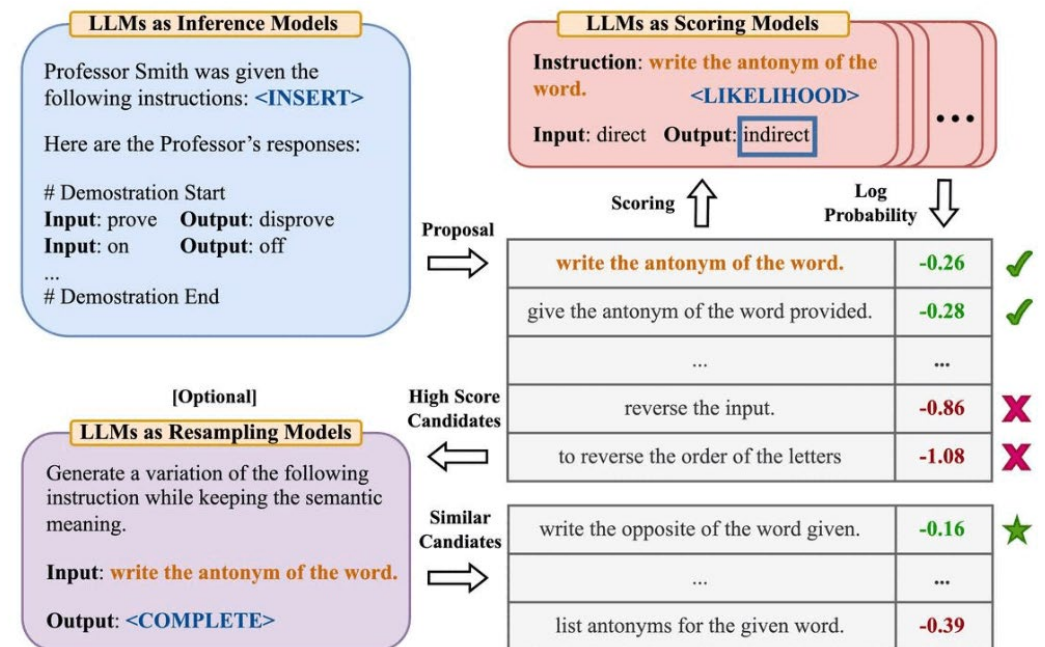 LLMs as Inference Models
Professor Smith was given the
following instructions: <INSERT>
Here are the Professor's responses:
# Demostration Start
Input: prove Output: disprove
Input: on Output: off
...
# Demostration End
LLMs as Scoring Models
Instruction: write the antonym of the
word. <LIKELIHOOD>
Input: direct Output: indirect
...
Scoring
Log
Probability
Proposal
write the antonym of the word. -0.26
give the antonym of the word provided. -0.28
... ...
reverse the input. -0.86
to reverse the order of the letters -1.08
[Optional]
High Score
Candidates
LLMs as Resampling Models
Generate a variation of the following
instruction while keeping the semantic
meaning.
Input: write the antonym of the word.
Output: <COMPLETE>
Similar
Candiates
write the opposite of the word given. -0.16
... ...
list antonyms for the given word. -0.39